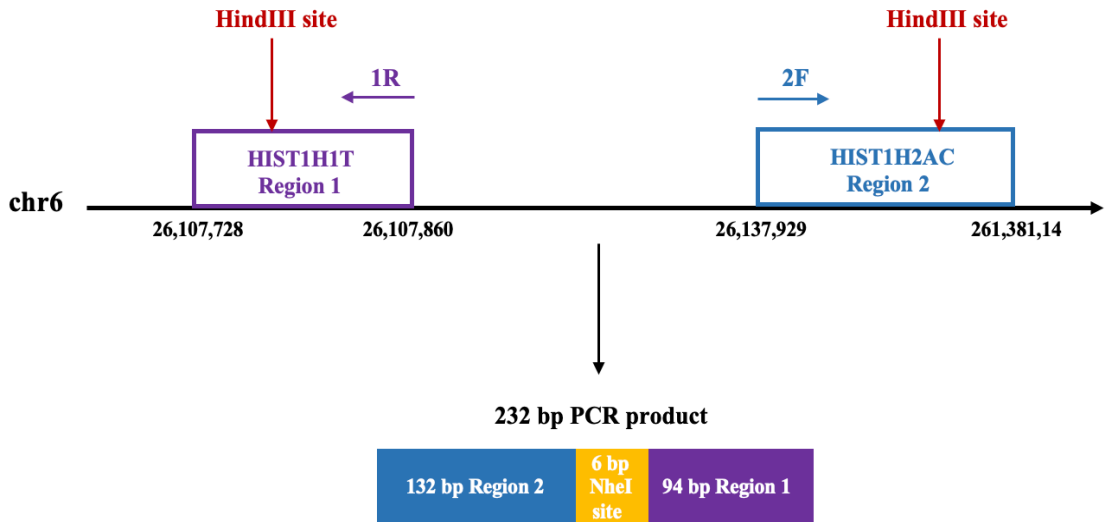 HindIII site
HindIII site
1R
2F
HIST1H1T
Region 1
HIST1H2AC
Region 2
chr6
26,107,728
26,107,860
26,137,929
261,381,14
232 bp PCR product
132 bp Region 2
6 bp
NheI
site
94 bp Region 1